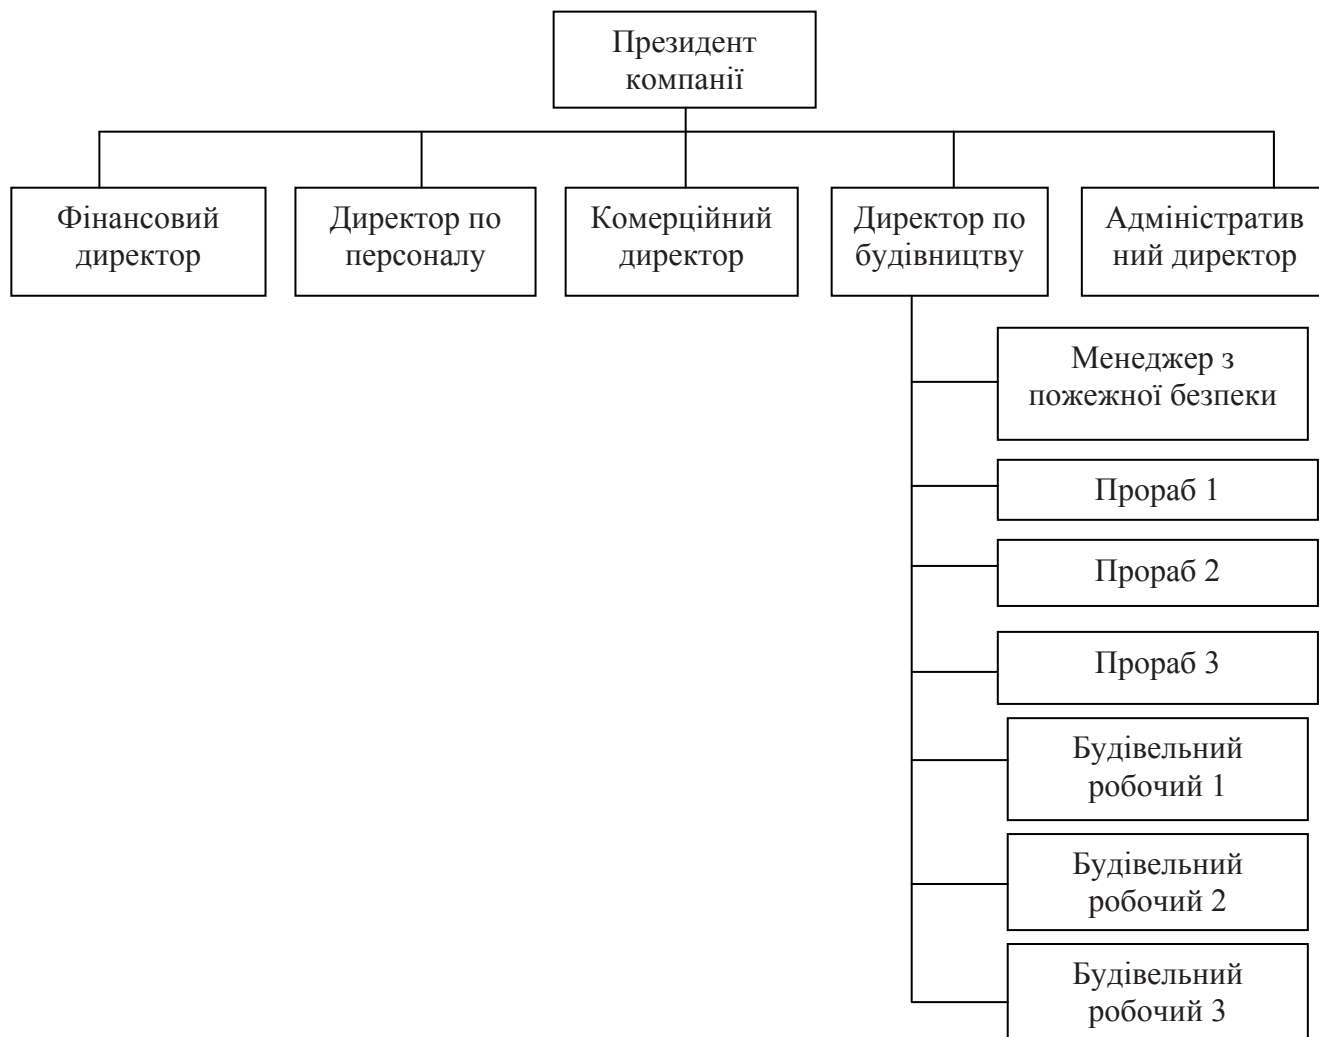 Президент
компанії
Фінансовий
директор
Директор по
персоналу
Комерційний
директор
Директор по
будівництву
Адміністратив
ний директор
Менеджер з
пожежної безпеки
Прораб 1
Прораб 2
Прораб 3
Будівельний
робочий 1
Будівельний
робочий 2
Будівельний
робочий 3